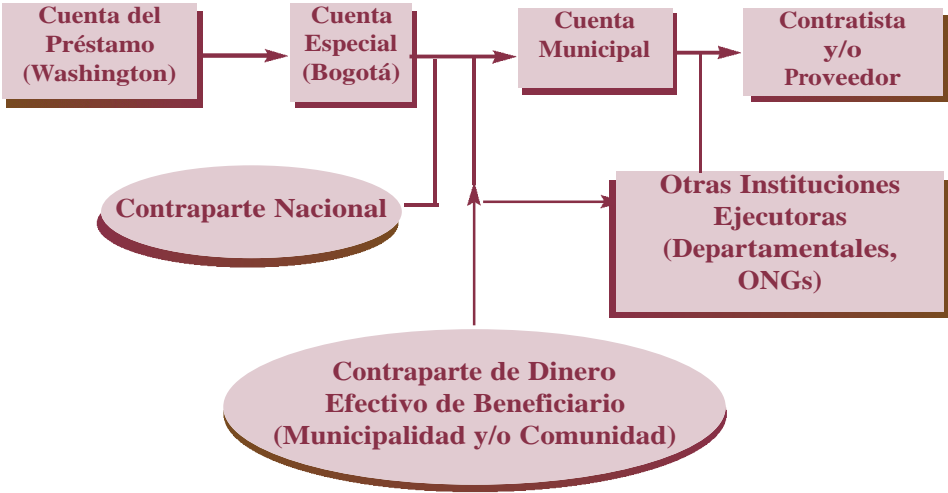 Cuenta del
Préstamo
(Washington)
Cuenta
Especial
(Bogotá)
Cuenta
Municipal
Contratista
y/o
Proveedor
Contraparte Nacional
Otras Instituciones
Ejecutoras
(Departamentales,
ONGs)
Contraparte de Dinero
Efectivo de Beneficiario
(Municipalidad y/o Comunidad)